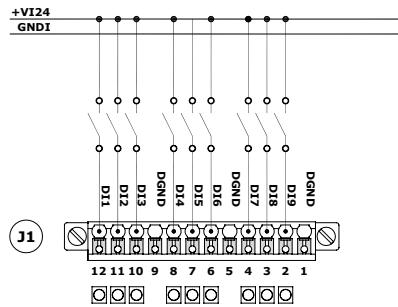 +VI24
GNDI
DI1 DI2 DI3 DGND DI4 DI5 DI6 DGND DI7 DI8 DI9 DGND
J1
12 11 10 9 8 7 6 5 4 3 2 1